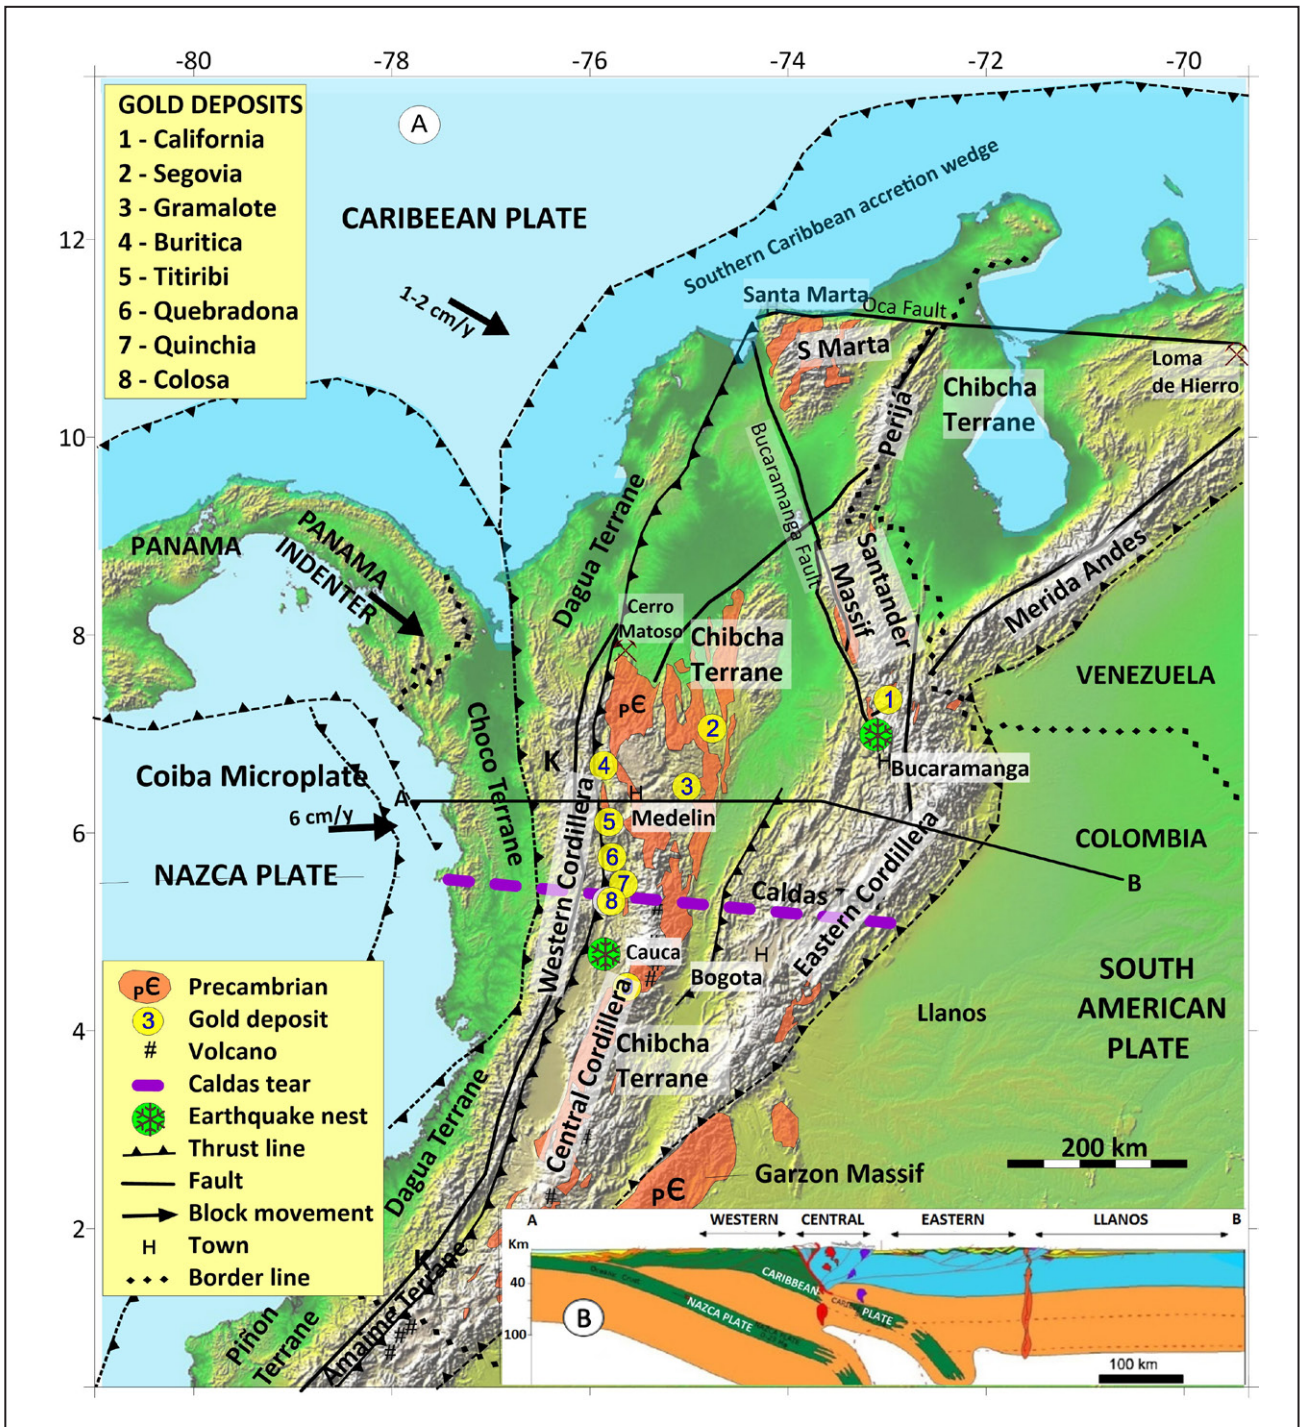 -80 -78 -76 -74 -72 -70
GOLD DEPOSITS
1 - California
2 - Segovia
3 - Gramalote
4 - Buritica
5 - Titiribi
6 - Quebradona
7 - Quinchia
8 - Colosa
A
CARIBEEAN PLATE
1-2 cm/y
Southern Caribbean accretion wedge
12
10
8
6
4
2
Santa Marta
Oca Fault
S Marta
Loma
de Hierro
Perija
Chibcha
Terrane
Bucaramanga Fault
Dagua Terrane
PANAMA
PANAMA
INDENTER
Santander
Massif
Merida Andes
Cerro
Matoso
Chibcha
Terrane
VENEZUELA
PЄ
1
2
3
4
5
6
7
8
K
H
Bucaramanga
Choco Terrane
Coiba Microplate
A
6 cm/y
NAZCA PLATE
H
Medelin
Western Cordillera
COLOMBIA
B
Caldas
Eastern Cordillera
#
Cauca
#
#
H
Bogota
SOUTH
AMERICAN
PLATE
Llanos
Chibcha
Terrane
Central Cordillera
#
#
200 km
Garzon Massif
PЄ
PЄ Precambrian
3 Gold deposit
# Volcano
Caldas tear
Earthquake nest
Thrust line
Fault
Block movement
H Town
Border line
Dagua Terrane
K
Amaime Terrane
Piñon
Terrane
#
#
#
A WESTERN CENTRAL EASTERN LLANOS B
Km
40
100
Oceanic Crust
CARIBBEAN
PLATE
NAZCA PLATE
B
100 km